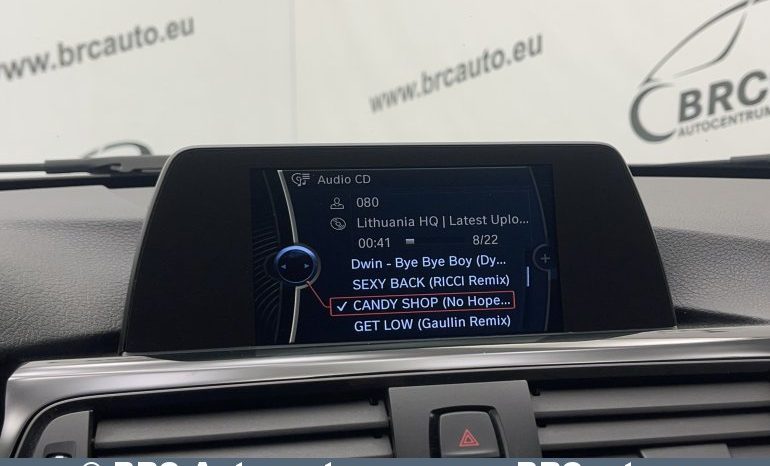 www.brcauto.eu
www.brcauto.eu
BRC
AUTOCENTRUM
Audio CD
080
Lithuania HQ | Latest Uplo...
00:41 8/22
Dwin - Bye Bye Boy (Dy...
SEXY BACK (RICCI Remix)
✓ CANDY SHOP (No Hope...
GET LOW (Gaullin Remix)